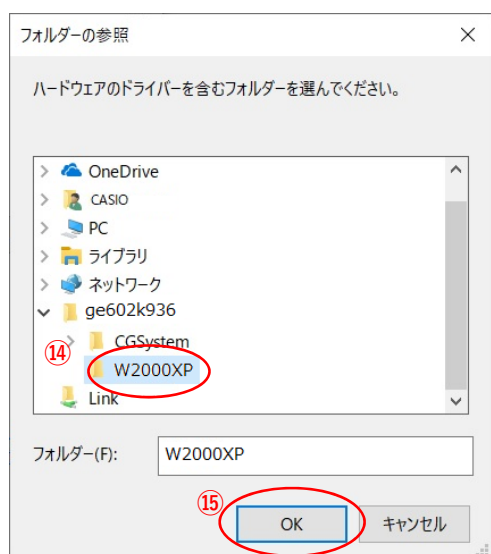 フォルダーの参照
ハードウェアのドライバーを含むフォルダーを選んでください。
OneDrive
CASIO
PC
ライブラリ
ネットワーク
ge602k936
⑭ CGSystem
W2000XP
Link
フォルダー(F): W2000XP
⑮ OK キャンセル